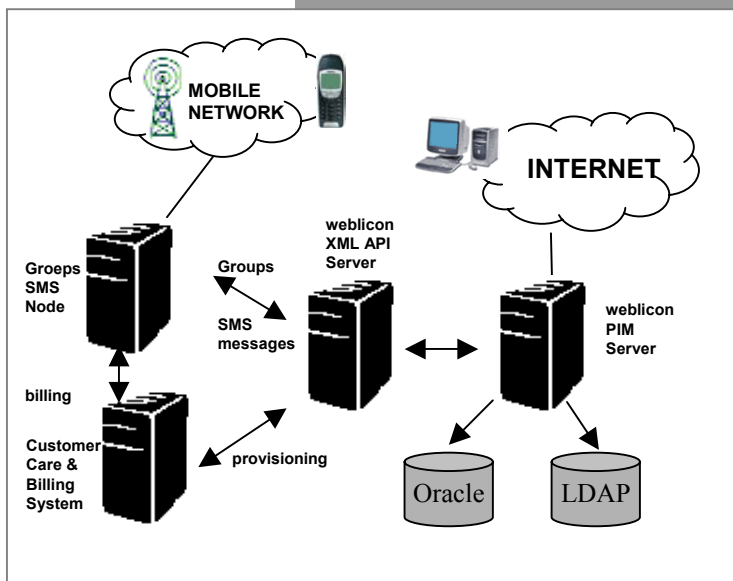 MOBILE
NETWORK
INTERNET
Groeps
SMS
Node
Groups
SMS
messages
weblicon
XML API
Server
weblicon
PIM
Server
billing
Customer
Care &
Billing
System
provisioning
Oracle
LDAP